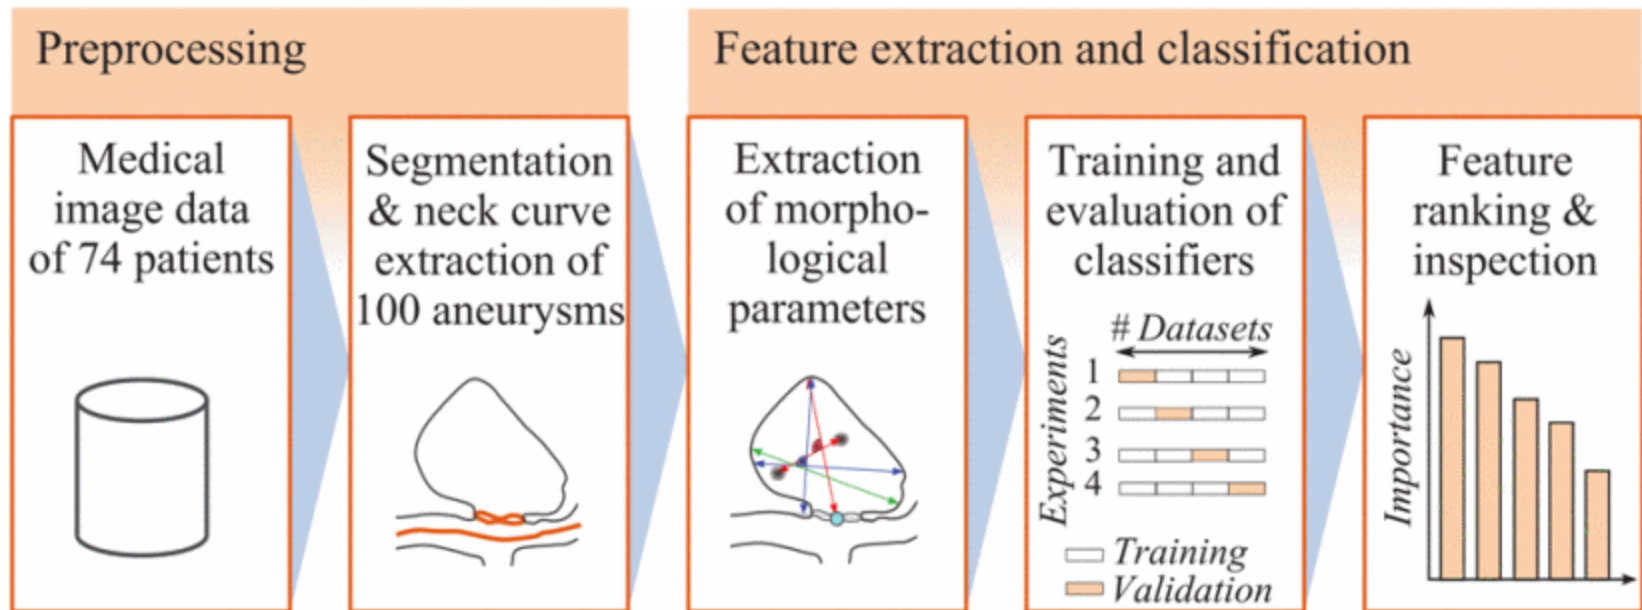 Preprocessing
Feature extraction and classification
Medical
image data
of 74 patients
Segmentation
& neck curve
extraction of
100 aneurysms
Extraction
of morpho-
logical
parameters
Training and
evaluation of
classifiers
# Datasets
Experiments
1
2
3
4
Training
Validation
Feature
ranking &
inspection
Importance